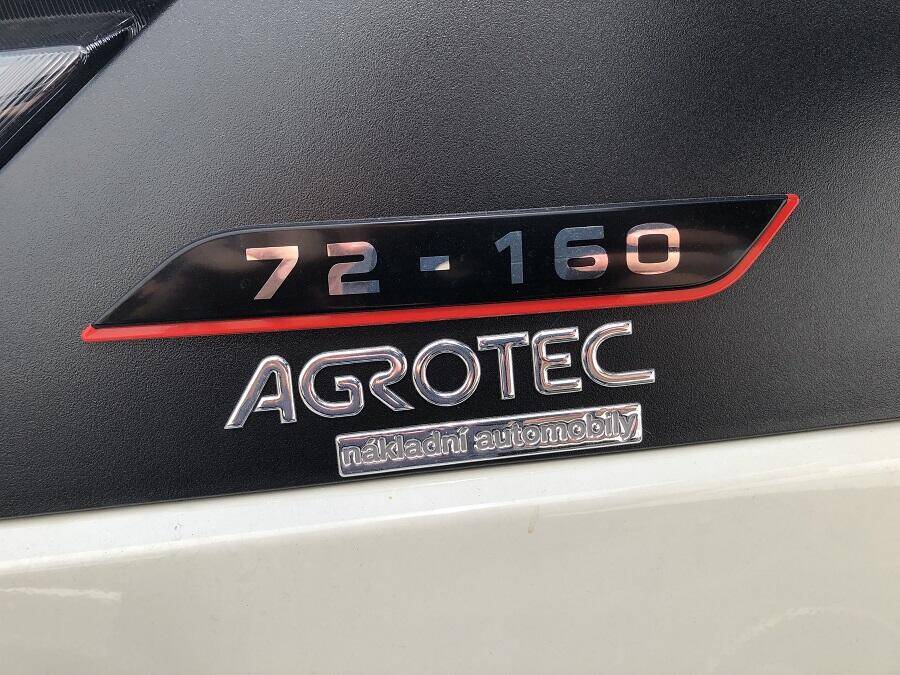 72 - 160
AGROTEC
nákladní automobily